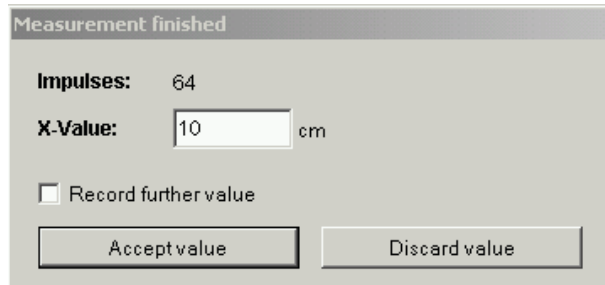 Measurement finished
Impulses: 64
X-Value: 10 cm
Record further value
Accept value Discard value